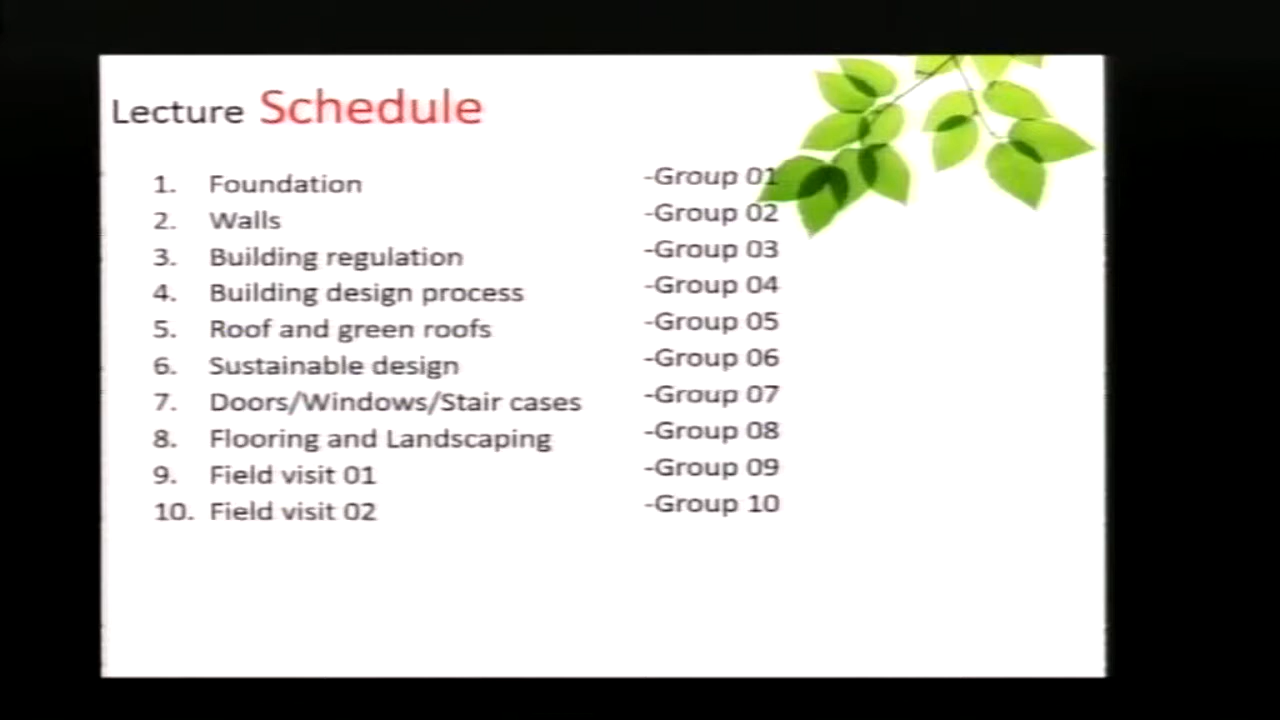 Lecture Schedule
1. Foundation -Group 01
2. Walls -Group 02
3. Building regulation -Group 03
4. Building design process -Group 04
5. Roof and green roofs -Group 05
6. Sustainable design -Group 06
7. Doors/Windows/Stair cases -Group 07
8. Flooring and Landscaping -Group 08
9. Field visit 01 -Group 09
10. Field visit 02 -Group 10